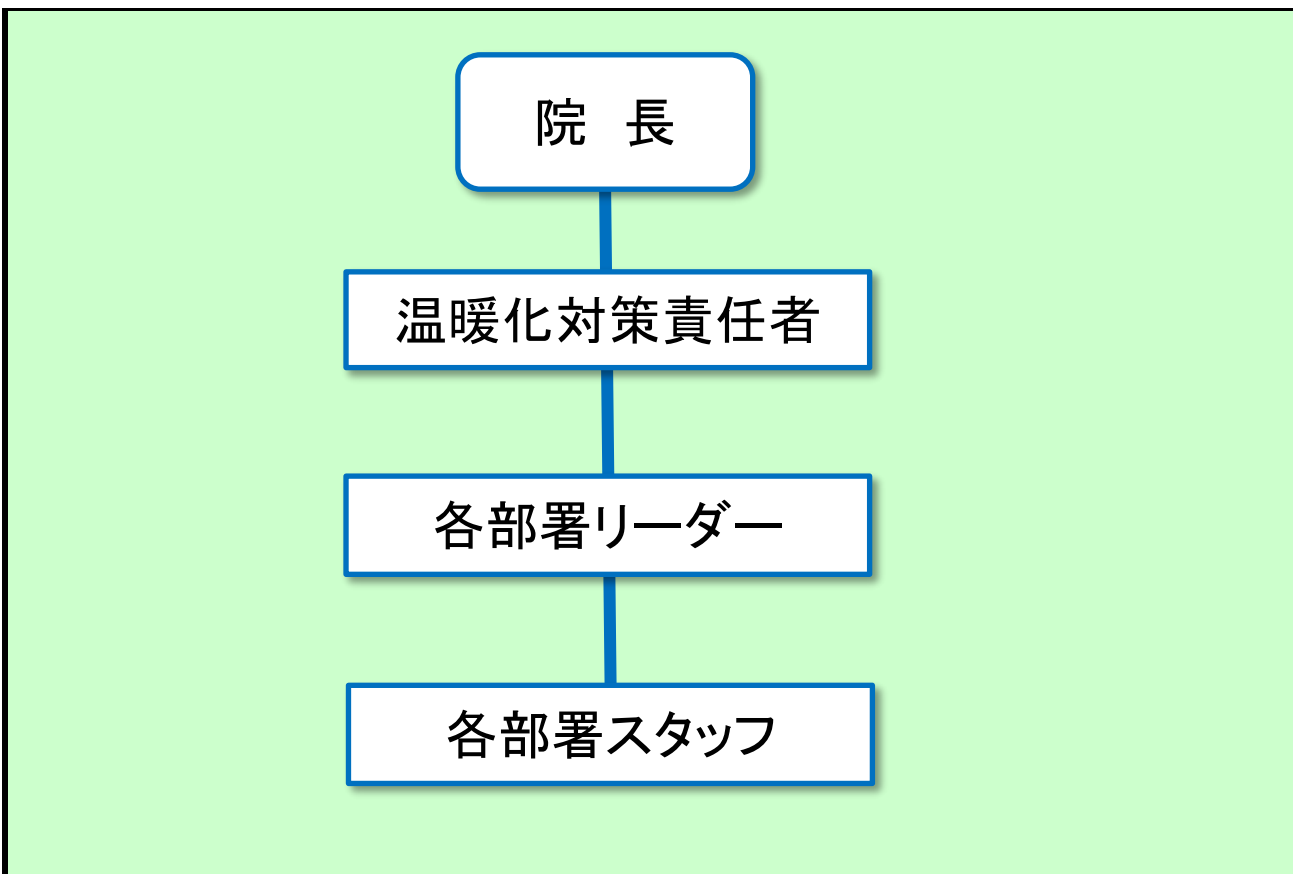 院　長
温暖化対策責任者
各部署リーダー
各部署スタッフ